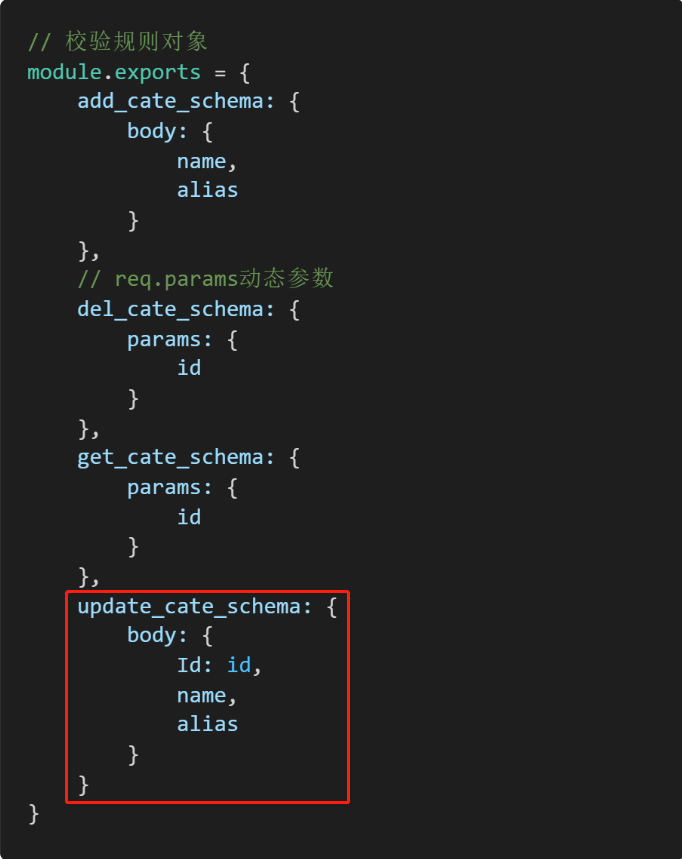 // 校验规则对象
module.exports = {
    add_cate_schema: {
        body: {
            name,
            alias
        }
    },
    // req.params动态参数
    del_cate_schema: {
        params: {
            id
        }
    },
    get_cate_schema: {
        params: {
            id
        }
    },
    update_cate_schema: {
        body: {
            Id: id,
            name,
            alias
        }
    }
}